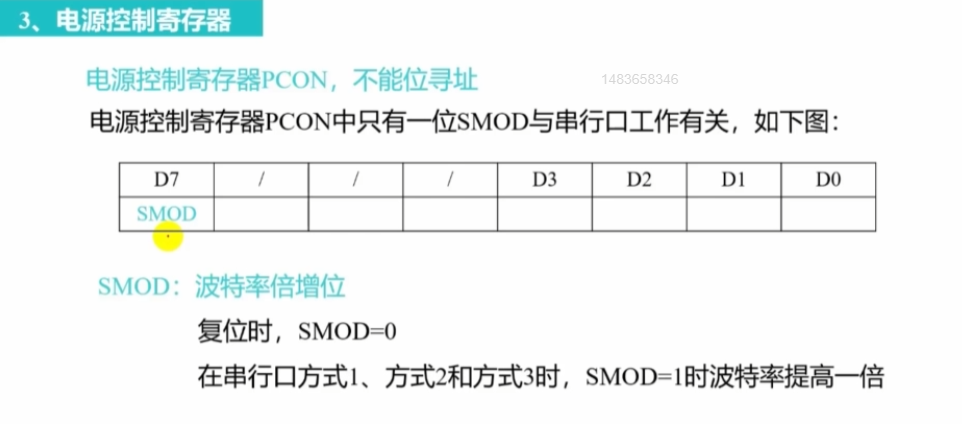 3、电源控制寄存器
电源控制寄存器PCON，不能位寻址
1483658346
电源控制寄存器PCON中只有一位SMOD与串行口工作有关，如下图：
D7 / / / D3 D2 D1 D0
SMOD
SMOD：波特率倍增位
复位时，SMOD=0
在串行口方式1、方式2和方式3时，SMOD=1时波特率提高一倍